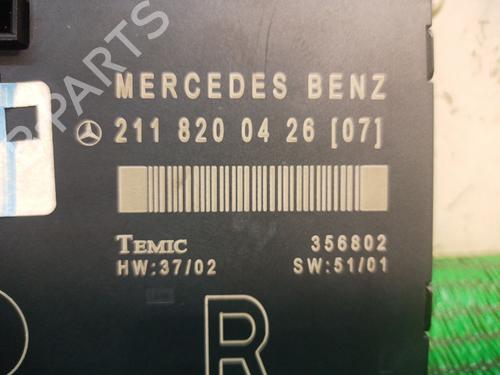 B-PARTS
MERCEDES BENZ
211 820 04 26 [07]
TEMIC 356802
HW:37/02 SW:51/01
R